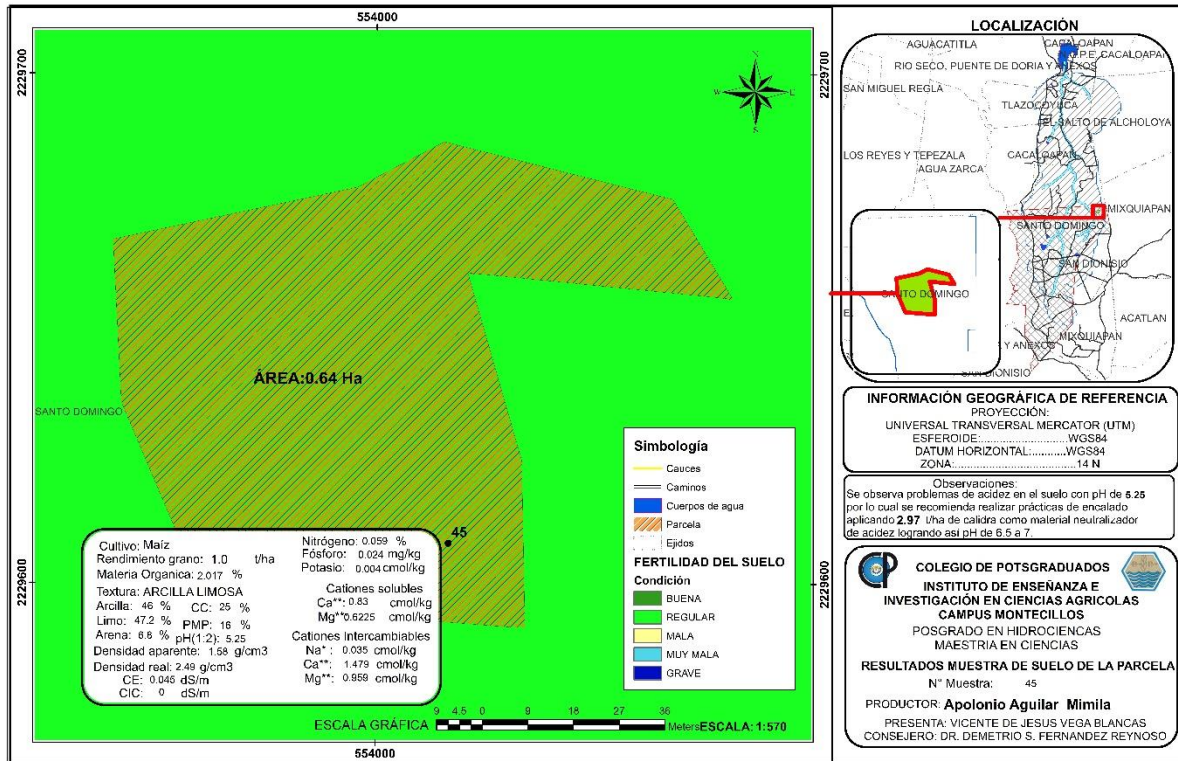 554000
2229700
2229700
N
W
E
S
ÁREA:0.64 Ha
SANTO DOMINGO
45
Cultivo: Maíz
Rendimiento grano: 1.0 t/ha
Materia Organica: 2.017 %
Textura: ARCILLA LIMOSA
Arcilla: 46 % CC: 25 %
Limo: 47.2 % PMP: 16 %
Arena: 6.8 % pH(1:2): 5.25
Densidad aparente: 1.58 g/cm3
Densidad real: 2.49 g/cm3
CE: 0.045 dS/m
CIC: 0 dS/m
Nitrógeno: 0.059 %
Fósforo: 0.024 mg/kg
Potasio: 0.004 cmol/kg
Cationes solubles
Ca⁺⁺: 0.83 cmol/kg
Mg⁺⁺: 0.6225 cmol/kg
Cationes Intercambiables
Na⁺: 0.035 cmol/kg
Ca⁺⁺: 1.479 cmol/kg
Mg⁺⁺: 0.959 cmol/kg
Simbología
Cauces
Caminos
Cuerpos de agua
Parcela
Ejidos
FERTILIDAD DEL SUELO
Condición
BUENA
REGULAR
MALA
MUY MALA
GRAVE
2229600
2229600
ESCALA GRÁFICA
9 4.5 0 9 18 27 36
Meters
ESCALA: 1:570
554000
LOCALIZACIÓN
AGUACATITLA
CACALOAPAN
P.E. CACALOAPAN
RIO SECO, PUENTE DE DORIA Y ANEXOS
SAN MIGUEL REGLA
TLAZOCOYUCA
EL SALTO DE ALCHOLOYA
LOS REYES Y TEPEZALA
CACALOAPAN
AGUA ZARCA
MIXQUIAPAN
SANTO DOMINGO
SAN DIONISIO
SANTO DOMINGO
E.
ACATLAN
MIXQUIAPAN
Y ANEXOS
SAN DIONISIO
INFORMACIÓN GEOGRÁFICA DE REFERENCIA
PROYECCIÓN:
UNIVERSAL TRANSVERSAL MERCATOR (UTM)
ESFEROIDE:..........................WGS84
DATUM HORIZONTAL:...........WGS84
ZONA:....................................14 N
Observaciones:
Se observa problemas de acidez en el suelo con pH de 5.25
por lo cual se recomienda realizar prácticas de encalado
aplicando 2.97 t/ha de calidra como material neutralizador
de acidez logrando así pH de 6.5 a 7.
CP
COLEGIO DE POTSGRADUADOS
INSTITUTO DE ENSEÑANZA E
INVESTIGACIÓN EN CIENCIAS AGRICOLAS
CAMPUS MONTECILLOS
POSGRADO EN HIDROCIENCAS
MAESTRIA EN CIENCIAS
RESULTADOS MUESTRA DE SUELO DE LA PARCELA
N° Muestra: 45
PRODUCTOR: Apolonio Aguilar Mimila
PRESENTA: VICENTE DE JESUS VEGA BLANCAS
CONSEJERO: DR. DEMETRIO S. FERNANDEZ REYNOSO